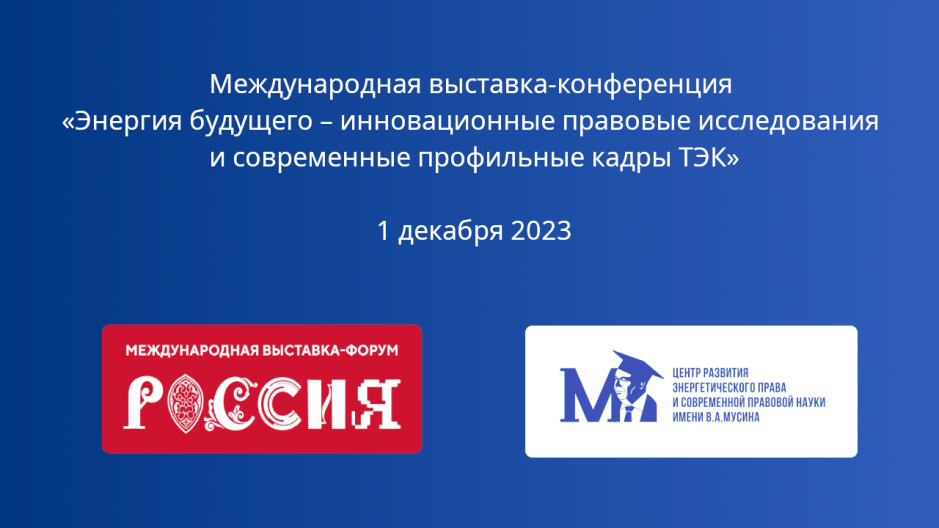 Международная выставка-конференция
«Энергия будущего – инновационные правовые исследования
и современные профильные кадры ТЭК»
1 декабря 2023
МЕЖДУНАРОДНАЯ ВЫСТАВКА-ФОРУМ
РОССИЯ
ЦЕНТР РАЗВИТИЯ
ЭНЕРГЕТИЧЕСКОГО ПРАВА
И СОВРЕМЕННОЙ ПРАВОВОЙ НАУКИ
ИМЕНИ В.А.МУСИНА